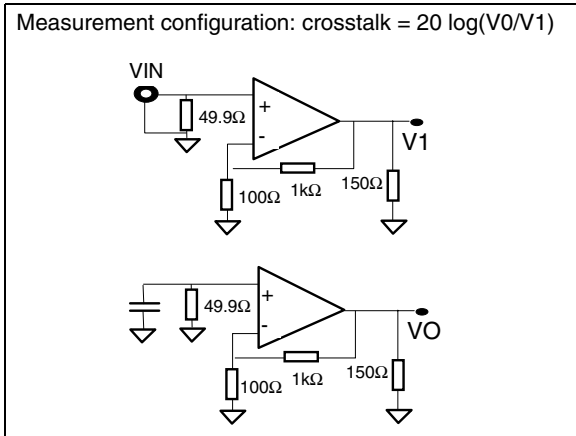 Measurement configuration: crosstalk = 20 log(V0/V1)
VIN
+
-
49.9Ω
V1
100Ω
1kΩ
150Ω
+
-
49.9Ω
VO
100Ω
1kΩ
150Ω